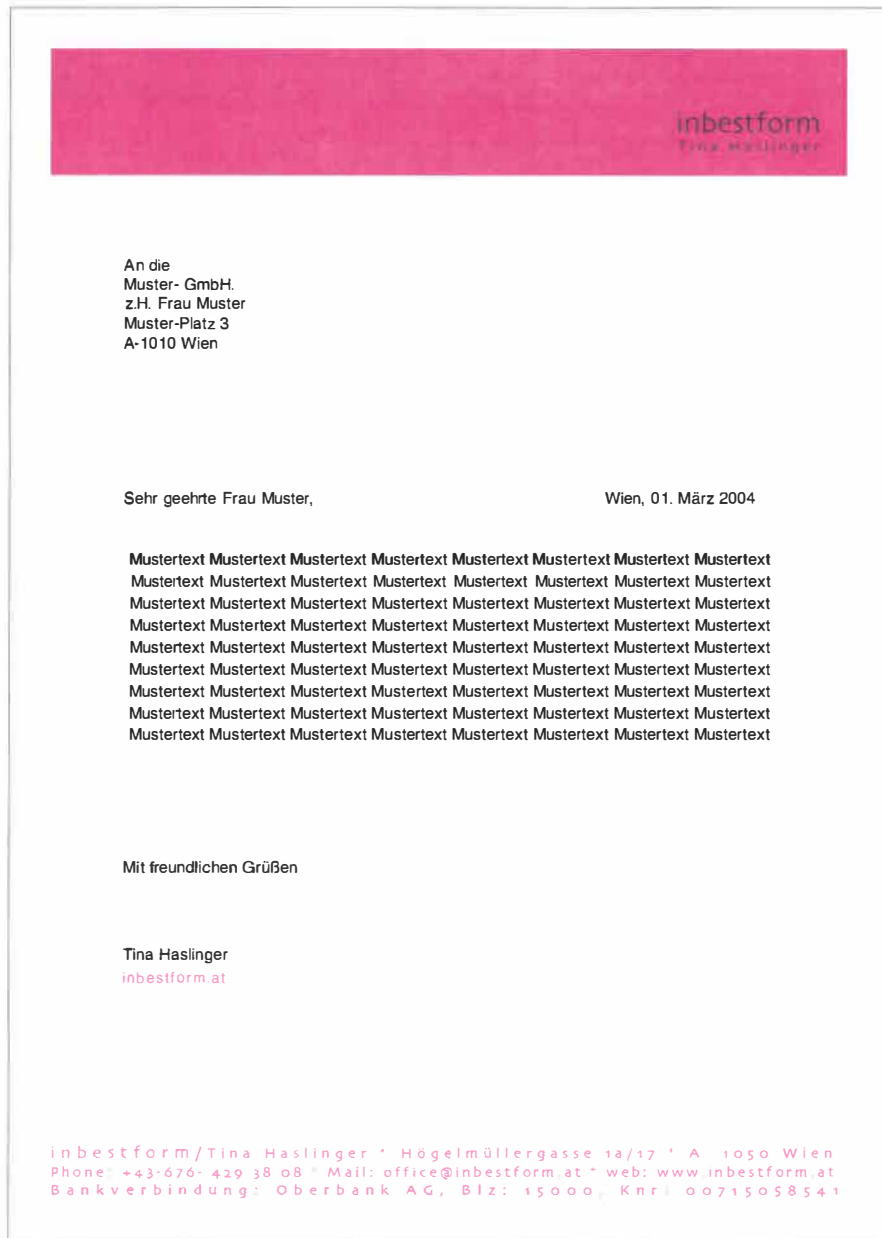 inbestform
Tina Haslinger
An die
Muster- GmbH.
z.H. Frau Muster
Muster-Platz 3
A-1010 Wien
Sehr geehrte Frau Muster,
Wien, 01. März 2004
Mustertext Mustertext Mustertext Mustertext Mustertext Mustertext Mustertext Mustertext
Mustertext Mustertext Mustertext Mustertext Mustertext Mustertext Mustertext Mustertext
Mustertext Mustertext Mustertext Mustertext Mustertext Mustertext Mustertext Mustertext
Mustertext Mustertext Mustertext Mustertext Mustertext Mustertext Mustertext Mustertext
Mustertext Mustertext Mustertext Mustertext Mustertext Mustertext Mustertext Mustertext
Mustertext Mustertext Mustertext Mustertext Mustertext Mustertext Mustertext Mustertext
Mustertext Mustertext Mustertext Mustertext Mustertext Mustertext Mustertext Mustertext
Mustertext Mustertext Mustertext Mustertext Mustertext Mustertext Mustertext Mustertext
Mustertext Mustertext Mustertext Mustertext Mustertext Mustertext Mustertext Mustertext
Mit freundlichen Grüßen
Tina Haslinger
inbestform.at
inbestform/Tina Haslinger * Högelmüllergasse 1a/17 * A 1050 Wien
Phone: +43-676- 429 38 08 * Mail: office@inbestform.at * web: www.inbestform.at
Bankverbindung: Oberbank AG, Blz: 15000, Knr: 00715058541